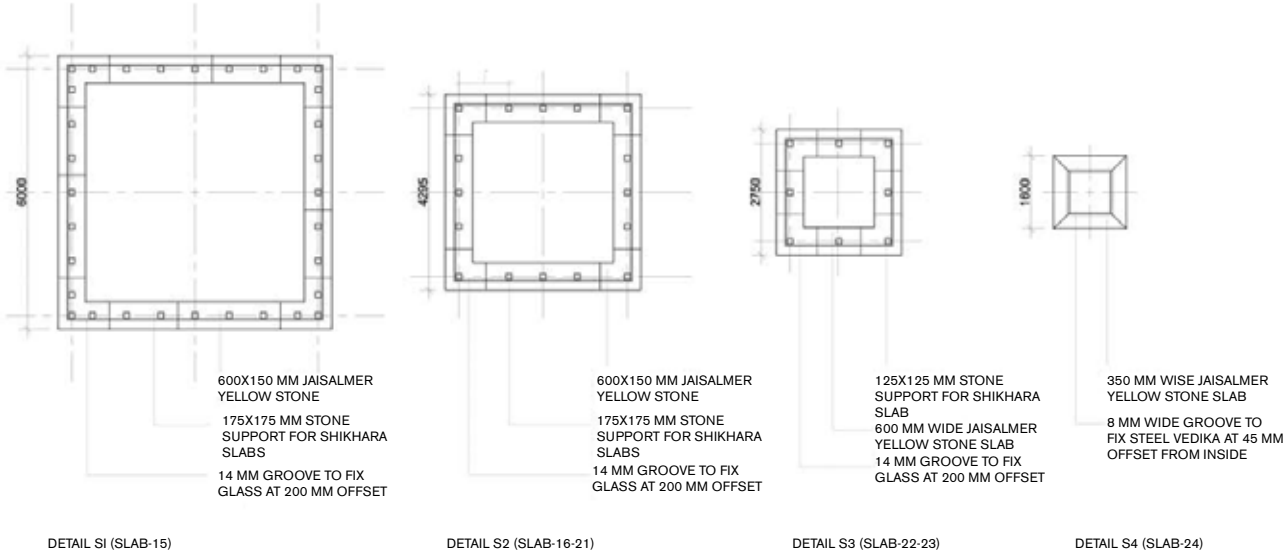 6000
4295
2750
1600
600X150 MM JAISALMER
YELLOW STONE
175X175 MM STONE
SUPPORT FOR SHIKHARA
SLABS
14 MM GROOVE TO FIX
GLASS AT 200 MM OFFSET
600X150 MM JAISALMER
YELLOW STONE
175X175 MM STONE
SUPPORT FOR SHIKHARA
SLABS
14 MM GROOVE TO FIX
GLASS AT 200 MM OFFSET
125X125 MM STONE
SUPPORT FOR SHIKHARA
SLAB
600 MM WIDE JAISALMER
YELLOW STONE SLAB
14 MM GROOVE TO FIX
GLASS AT 200 MM OFFSET
350 MM WISE JAISALMER
YELLOW STONE SLAB
8 MM WIDE GROOVE TO
FIX STEEL VEDIKA AT 45 MM
OFFSET FROM INSIDE
DETAIL SI (SLAB-15)
DETAIL S2 (SLAB-16-21)
DETAIL S3 (SLAB-22-23)
DETAIL S4 (SLAB-24)